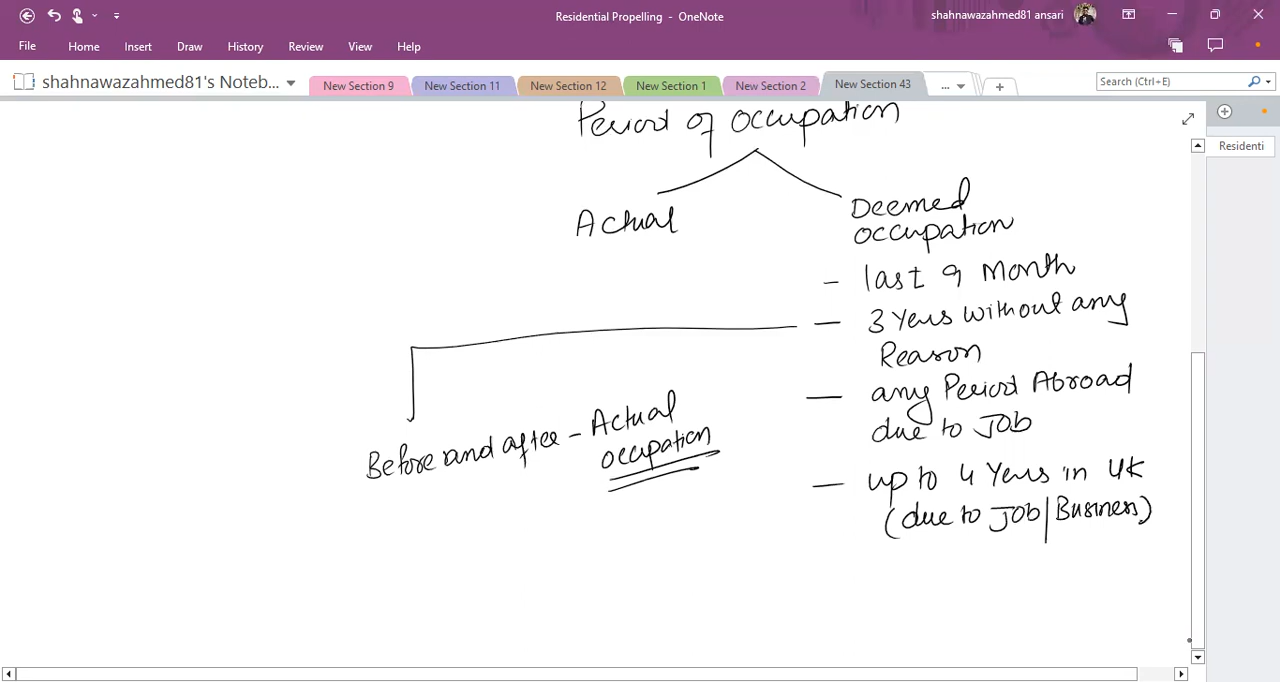 Residential Propelling - OneNote
shahnawazahmed81 ansari
File Home Insert Draw History Review View Help
shahnawazahmed81's Noteb...
New Section 9
New Section 11
New Section 12
New Section 1
New Section 2
New Section 43
...
Search (Ctrl+E)
Residenti
Period of occupation
Actual
Deemed
occupation
- last 9 Month
- 3 Yers without any
Reason
- any Period Abroad
due to JOB
- up to 4 Years in UK
(due to JOB|Business)
Before and after - Actual
occupation